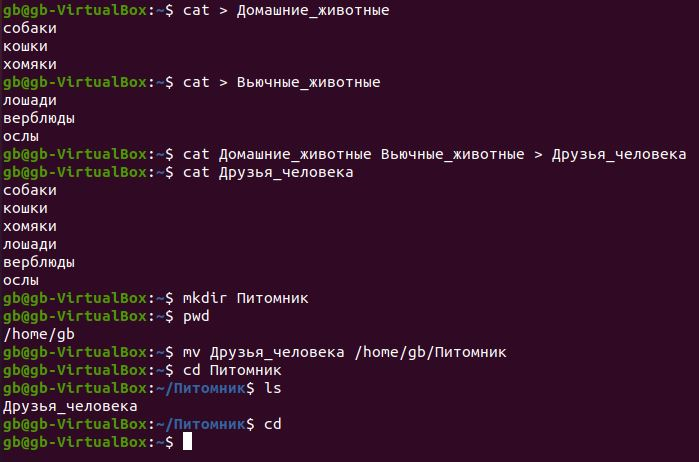 gb@gb-VirtualBox:~$ cat > Домашние_животные
собаки
кошки
хомяки
gb@gb-VirtualBox:~$ cat > Вьючные_животные
лошади
верблюды
ослы
gb@gb-VirtualBox:~$ cat Домашние_животные Вьючные_животные > Друзья_человека
gb@gb-VirtualBox:~$ cat Друзья_человека
собаки
кошки
хомяки
лошади
верблюды
ослы
gb@gb-VirtualBox:~$ mkdir Питомник
gb@gb-VirtualBox:~$ pwd
/home/gb
gb@gb-VirtualBox:~$ mv Друзья_человека /home/gb/Питомник
gb@gb-VirtualBox:~$ cd Питомник
gb@gb-VirtualBox:~/Питомник$ ls
Друзья_человека
gb@gb-VirtualBox:~/Питомник$ cd
gb@gb-VirtualBox:~$